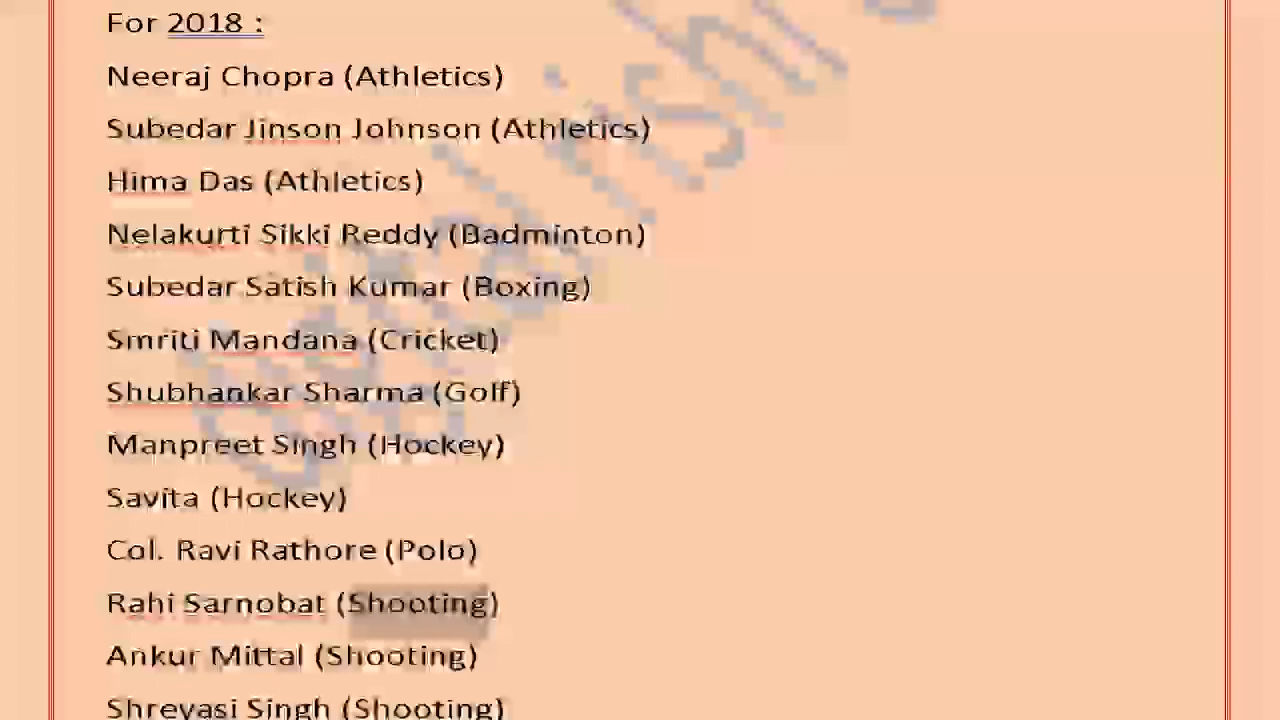 For 2018 :
Neeraj Chopra (Athletics)
Subedar Jinson Johnson (Athletics)
Hima Das (Athletics)
Nelakurti Sikki Reddy (Badminton)
Subedar Satish Kumar (Boxing)
Smriti Mandana (Cricket)
Shubhankar Sharma (Golf)
Manpreet Singh (Hockey)
Savita (Hockey)
Col. Ravi Rathore (Polo)
Rahi Sarnobat (Shooting)
Ankur Mittal (Shooting)
Shreyasi Singh (Shooting)